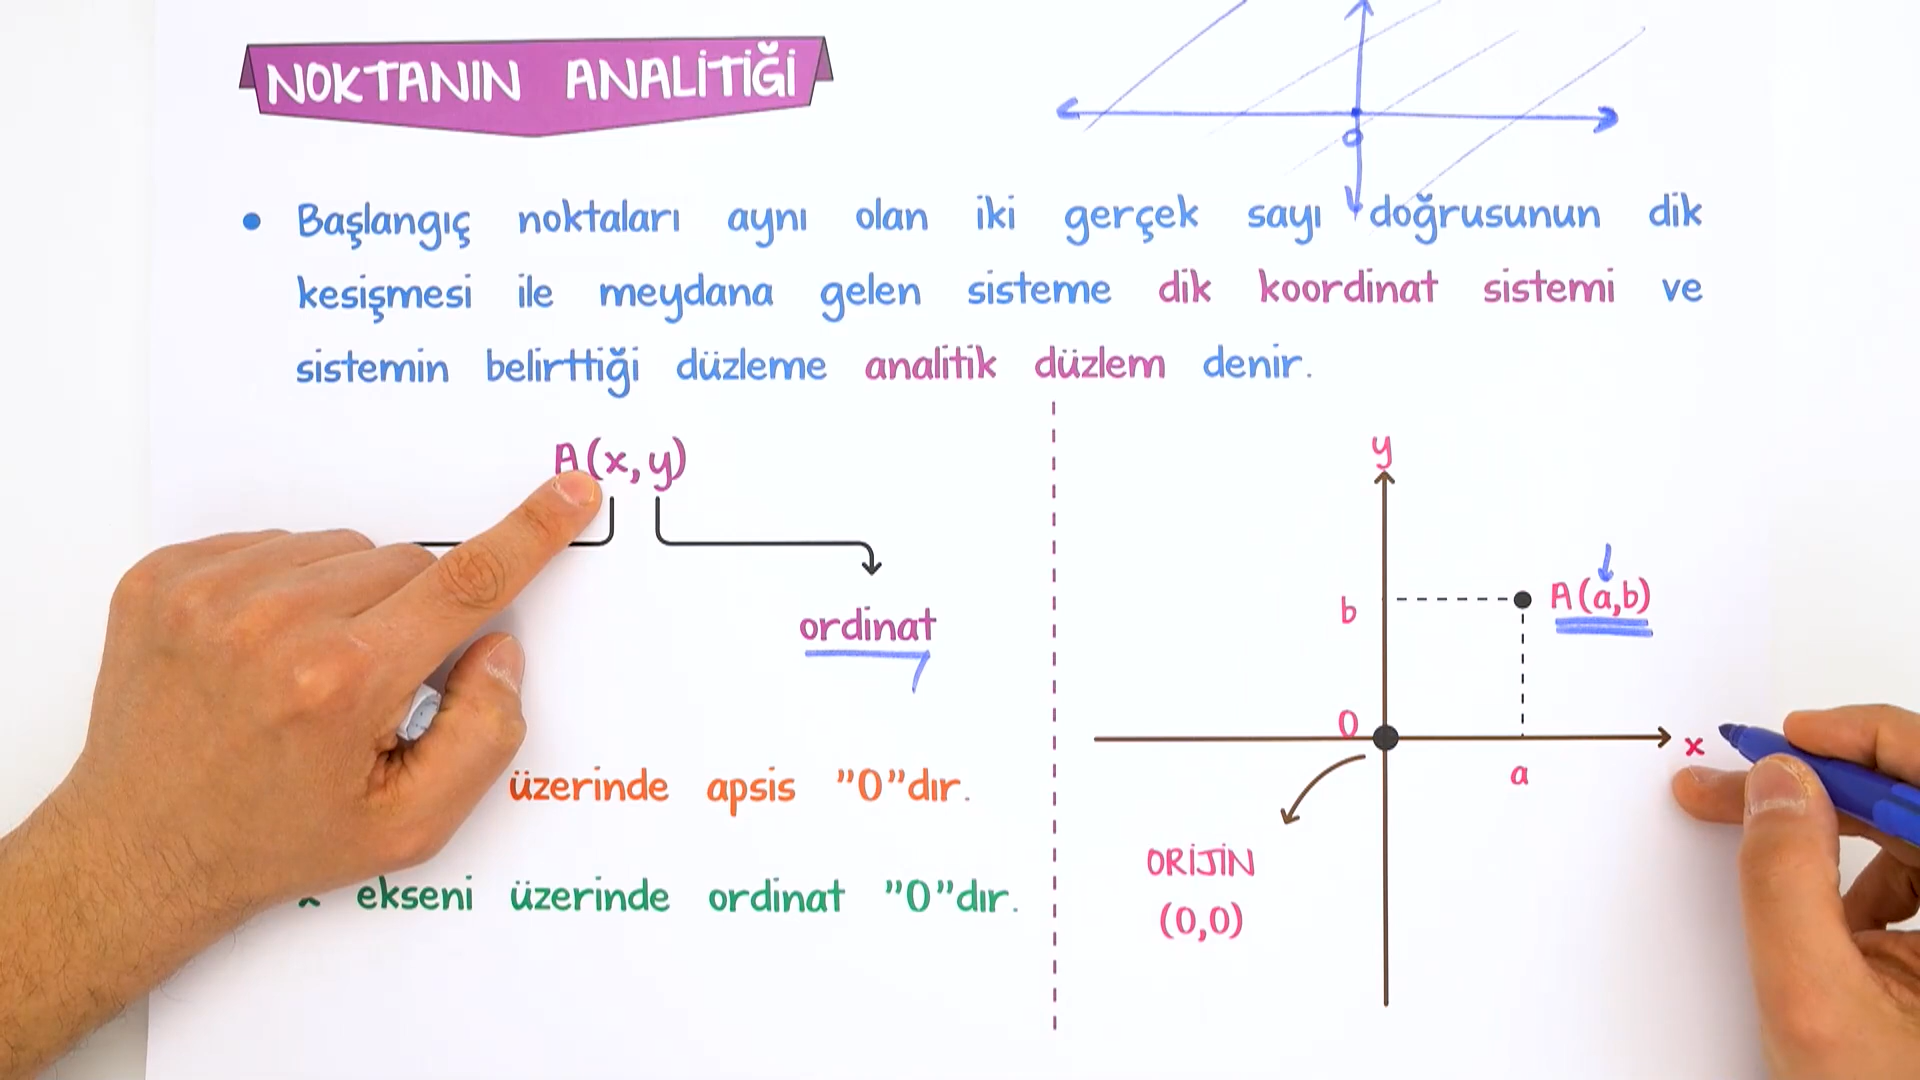 NOKTANIN ANALİTİĞİ
0
• Başlangıç noktaları aynı olan iki gerçek sayı doğrusunun dik
kesişmesi ile meydana gelen sisteme dik koordinat sistemi ve
sistemin belirttiği düzleme analitik düzlem denir.
A(x,y)
ordinat
üzerinde apsis "0"dır.
ekseni üzerinde ordinat "0"dır.
y
b
A(a,b)
0
x
a
ORİJİN
(0,0)